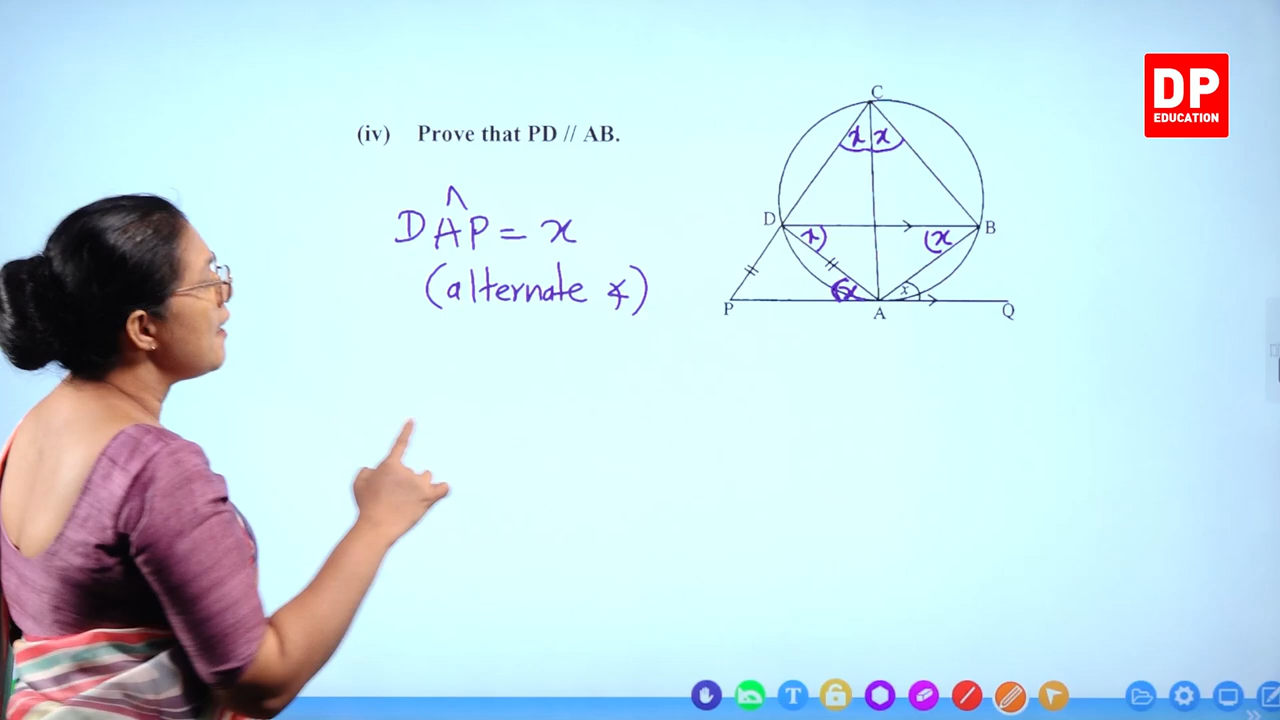 DP
EDUCATION
(iv) Prove that PD // AB.
DÂP = x
(alternate ∡)
C
x x
D
B
x
x
x
x
P
A
Q
T